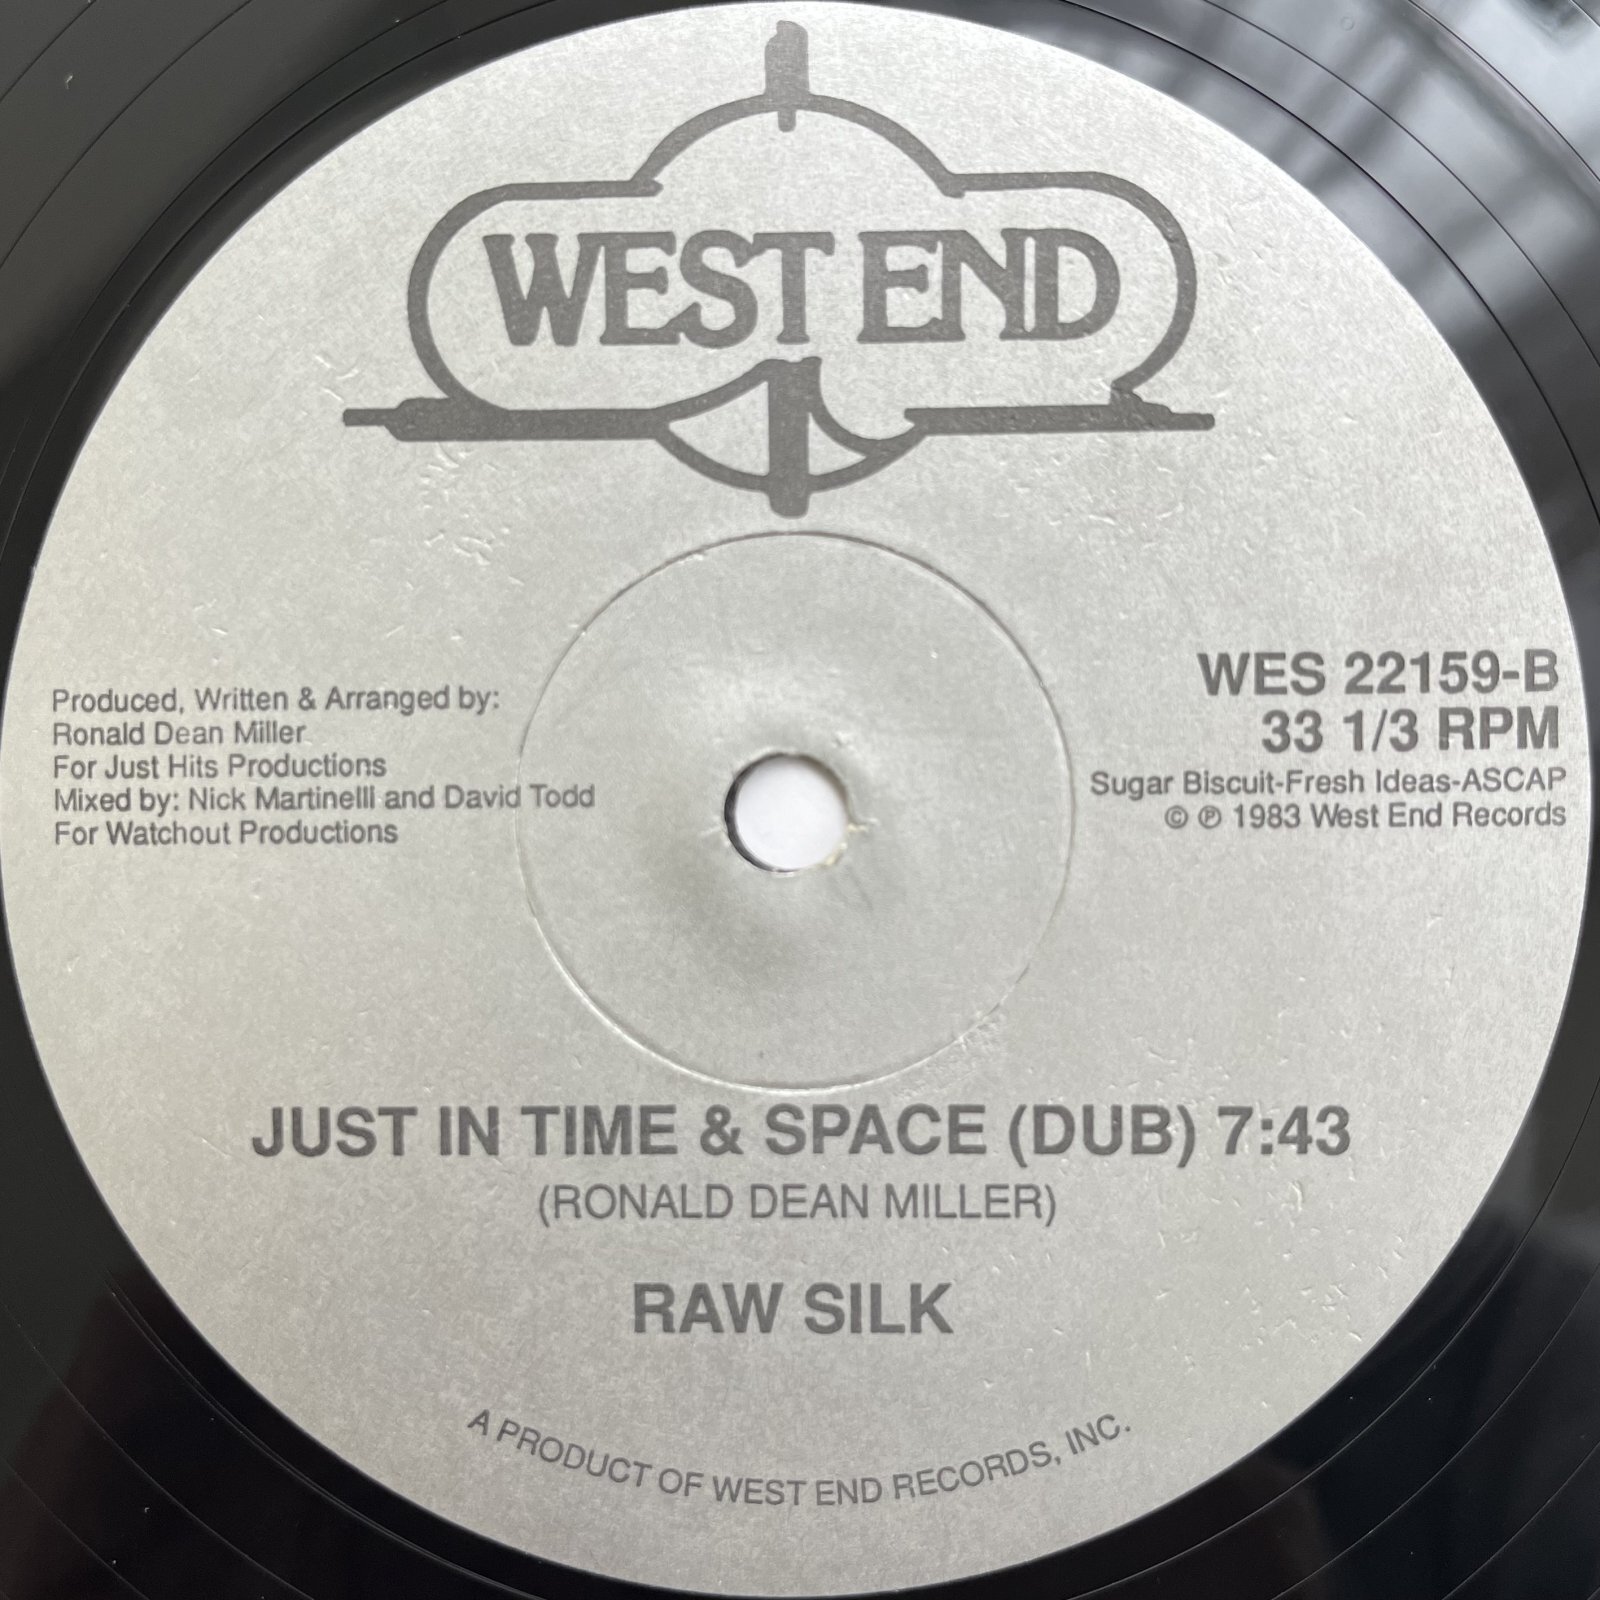 WEST END
Produced, Written & Arranged by:
Ronald Dean Miller
For Just Hits Productions
Mixed by: Nick Martinelli and David Todd
For Watchout Productions
WES 22159-B
33 1/3 RPM
Sugar Biscuit-Fresh Ideas-ASCAP
© ℗ 1983 West End Records
JUST IN TIME & SPACE (DUB) 7:43
(RONALD DEAN MILLER)
RAW SILK
A PRODUCT OF WEST END RECORDS, INC.